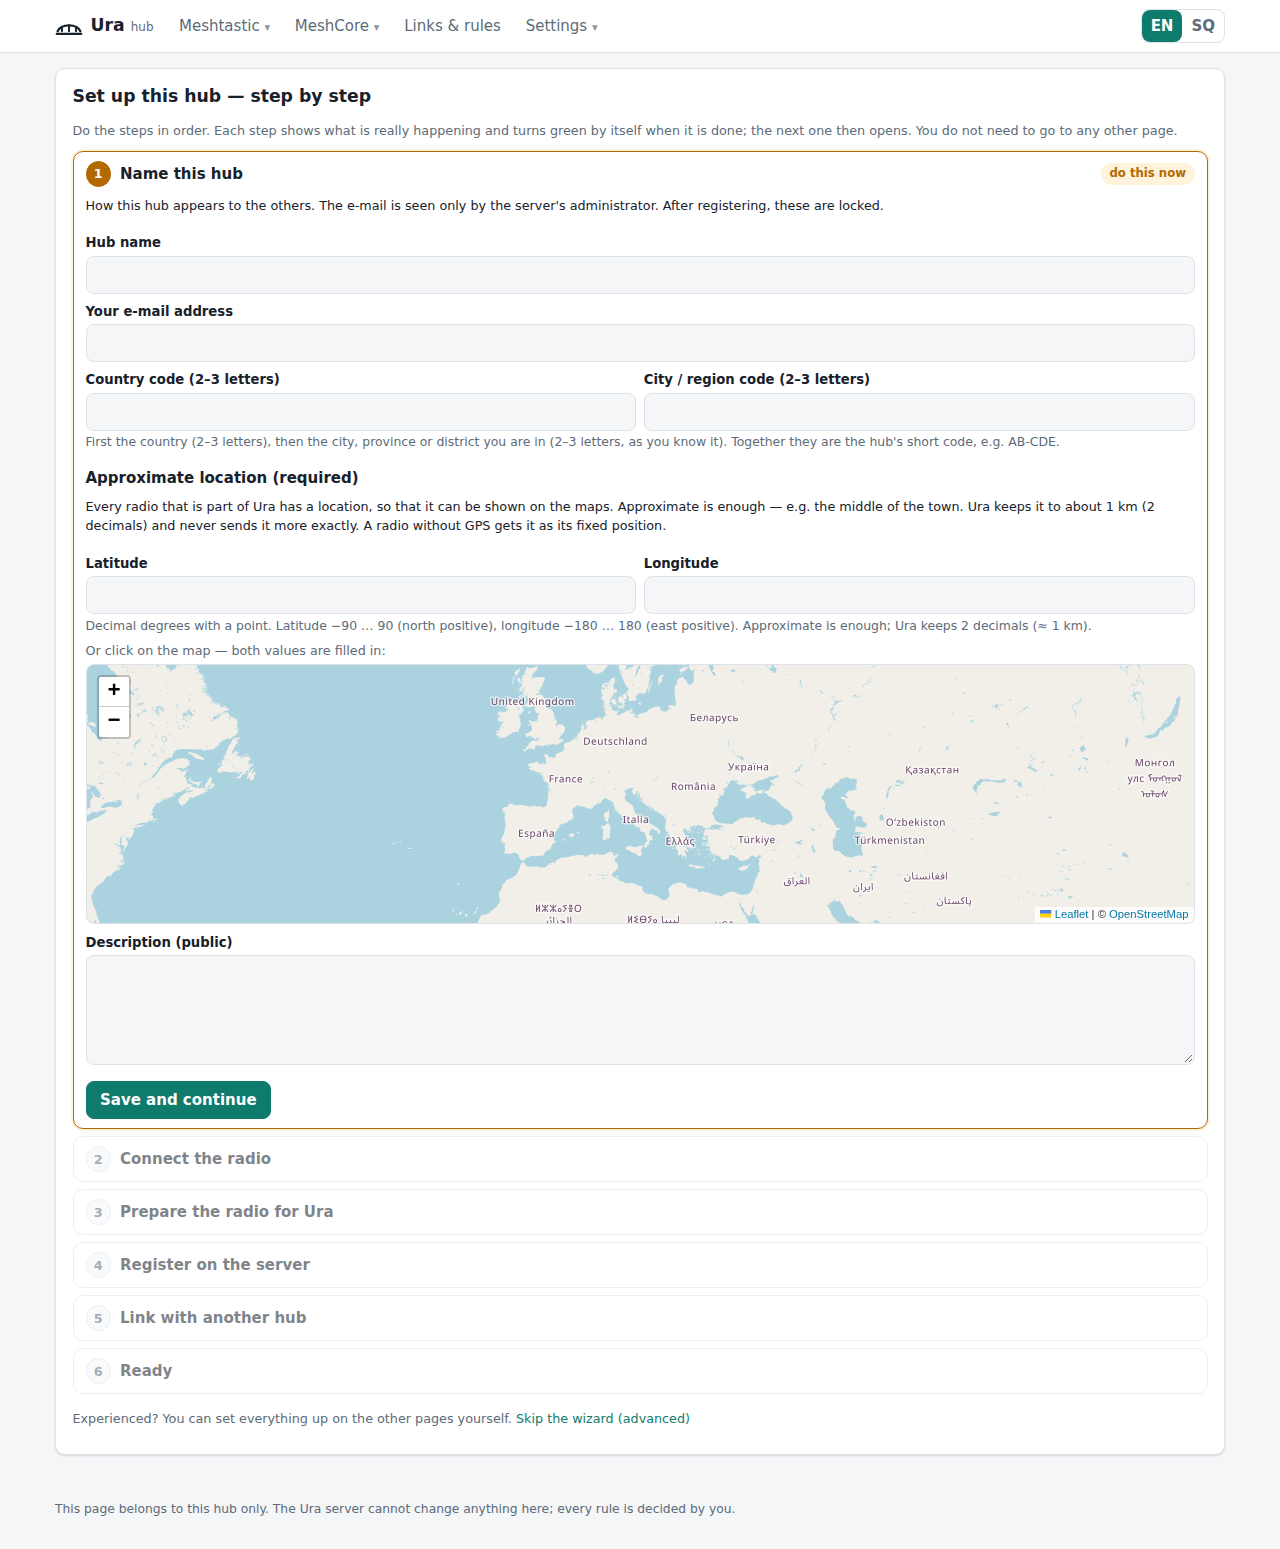 Ura hub Meshtastic ▾ MeshCore ▾ Links & rules Settings ▾ EN SQ
Set up this hub — step by step
Do the steps in order. Each step shows what is really happening and turns green by itself when it is done; the next one then opens. You do not need to go to any other page.
1 Name this hub do this now
How this hub appears to the others. The e-mail is seen only by the server's administrator. After registering, these are locked.
Hub name
Your e-mail address
Country code (2–3 letters) City / region code (2–3 letters)
First the country (2–3 letters), then the city, province or district you are in (2–3 letters, as you know it). Together they are the hub's short code, e.g. AB-CDE.
Approximate location (required)
Every radio that is part of Ura has a location, so that it can be shown on the maps. Approximate is enough — e.g. the middle of the town. Ura keeps it to about 1 km (2
decimals) and never sends it more exactly. A radio without GPS gets it as its fixed position.
Latitude Longitude
Decimal degrees with a point. Latitude −90 … 90 (north positive), longitude −180 … 180 (east positive). Approximate is enough; Ura keeps 2 decimals (≈ 1 km).
Or click on the map — both values are filled in:
+
−
United Kingdom
Беларусь
Deutschland
Україна
Монгол
улс
France
Қазақстан
România
Italia
Oʻzbekiston
España
Ελλάς
Türkiye
Türkmenistan
العراق
ایران
افغانستان
پاکستان
Leaflet | © OpenStreetMap
Description (public)
Save and continue
2 Connect the radio
3 Prepare the radio for Ura
4 Register on the server
5 Link with another hub
6 Ready
Experienced? You can set everything up on the other pages yourself. Skip the wizard (advanced)
This page belongs to this hub only. The Ura server cannot change anything here; every rule is decided by you.